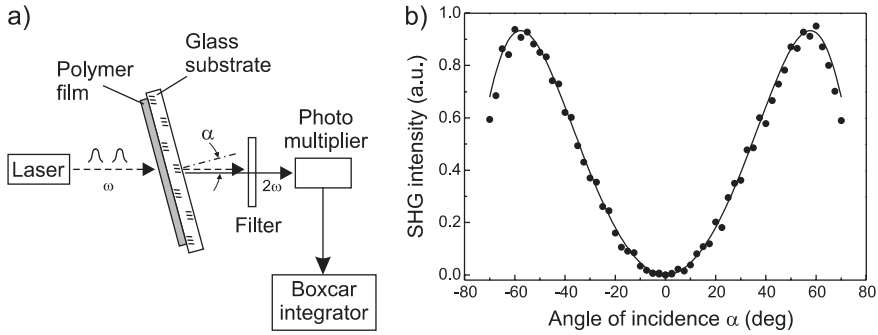 a)
Glass
substrate
Polymer
film
Photo
multiplier
α
Laser
ω
2ω
Filter
Boxcar
integrator
b)
SHG intensity (a.u.)
1.0
0.8
0.6
0.4
0.2
0.0
-80 -60 -40 -20 0 20 40 60 80
Angle of incidence α (deg)